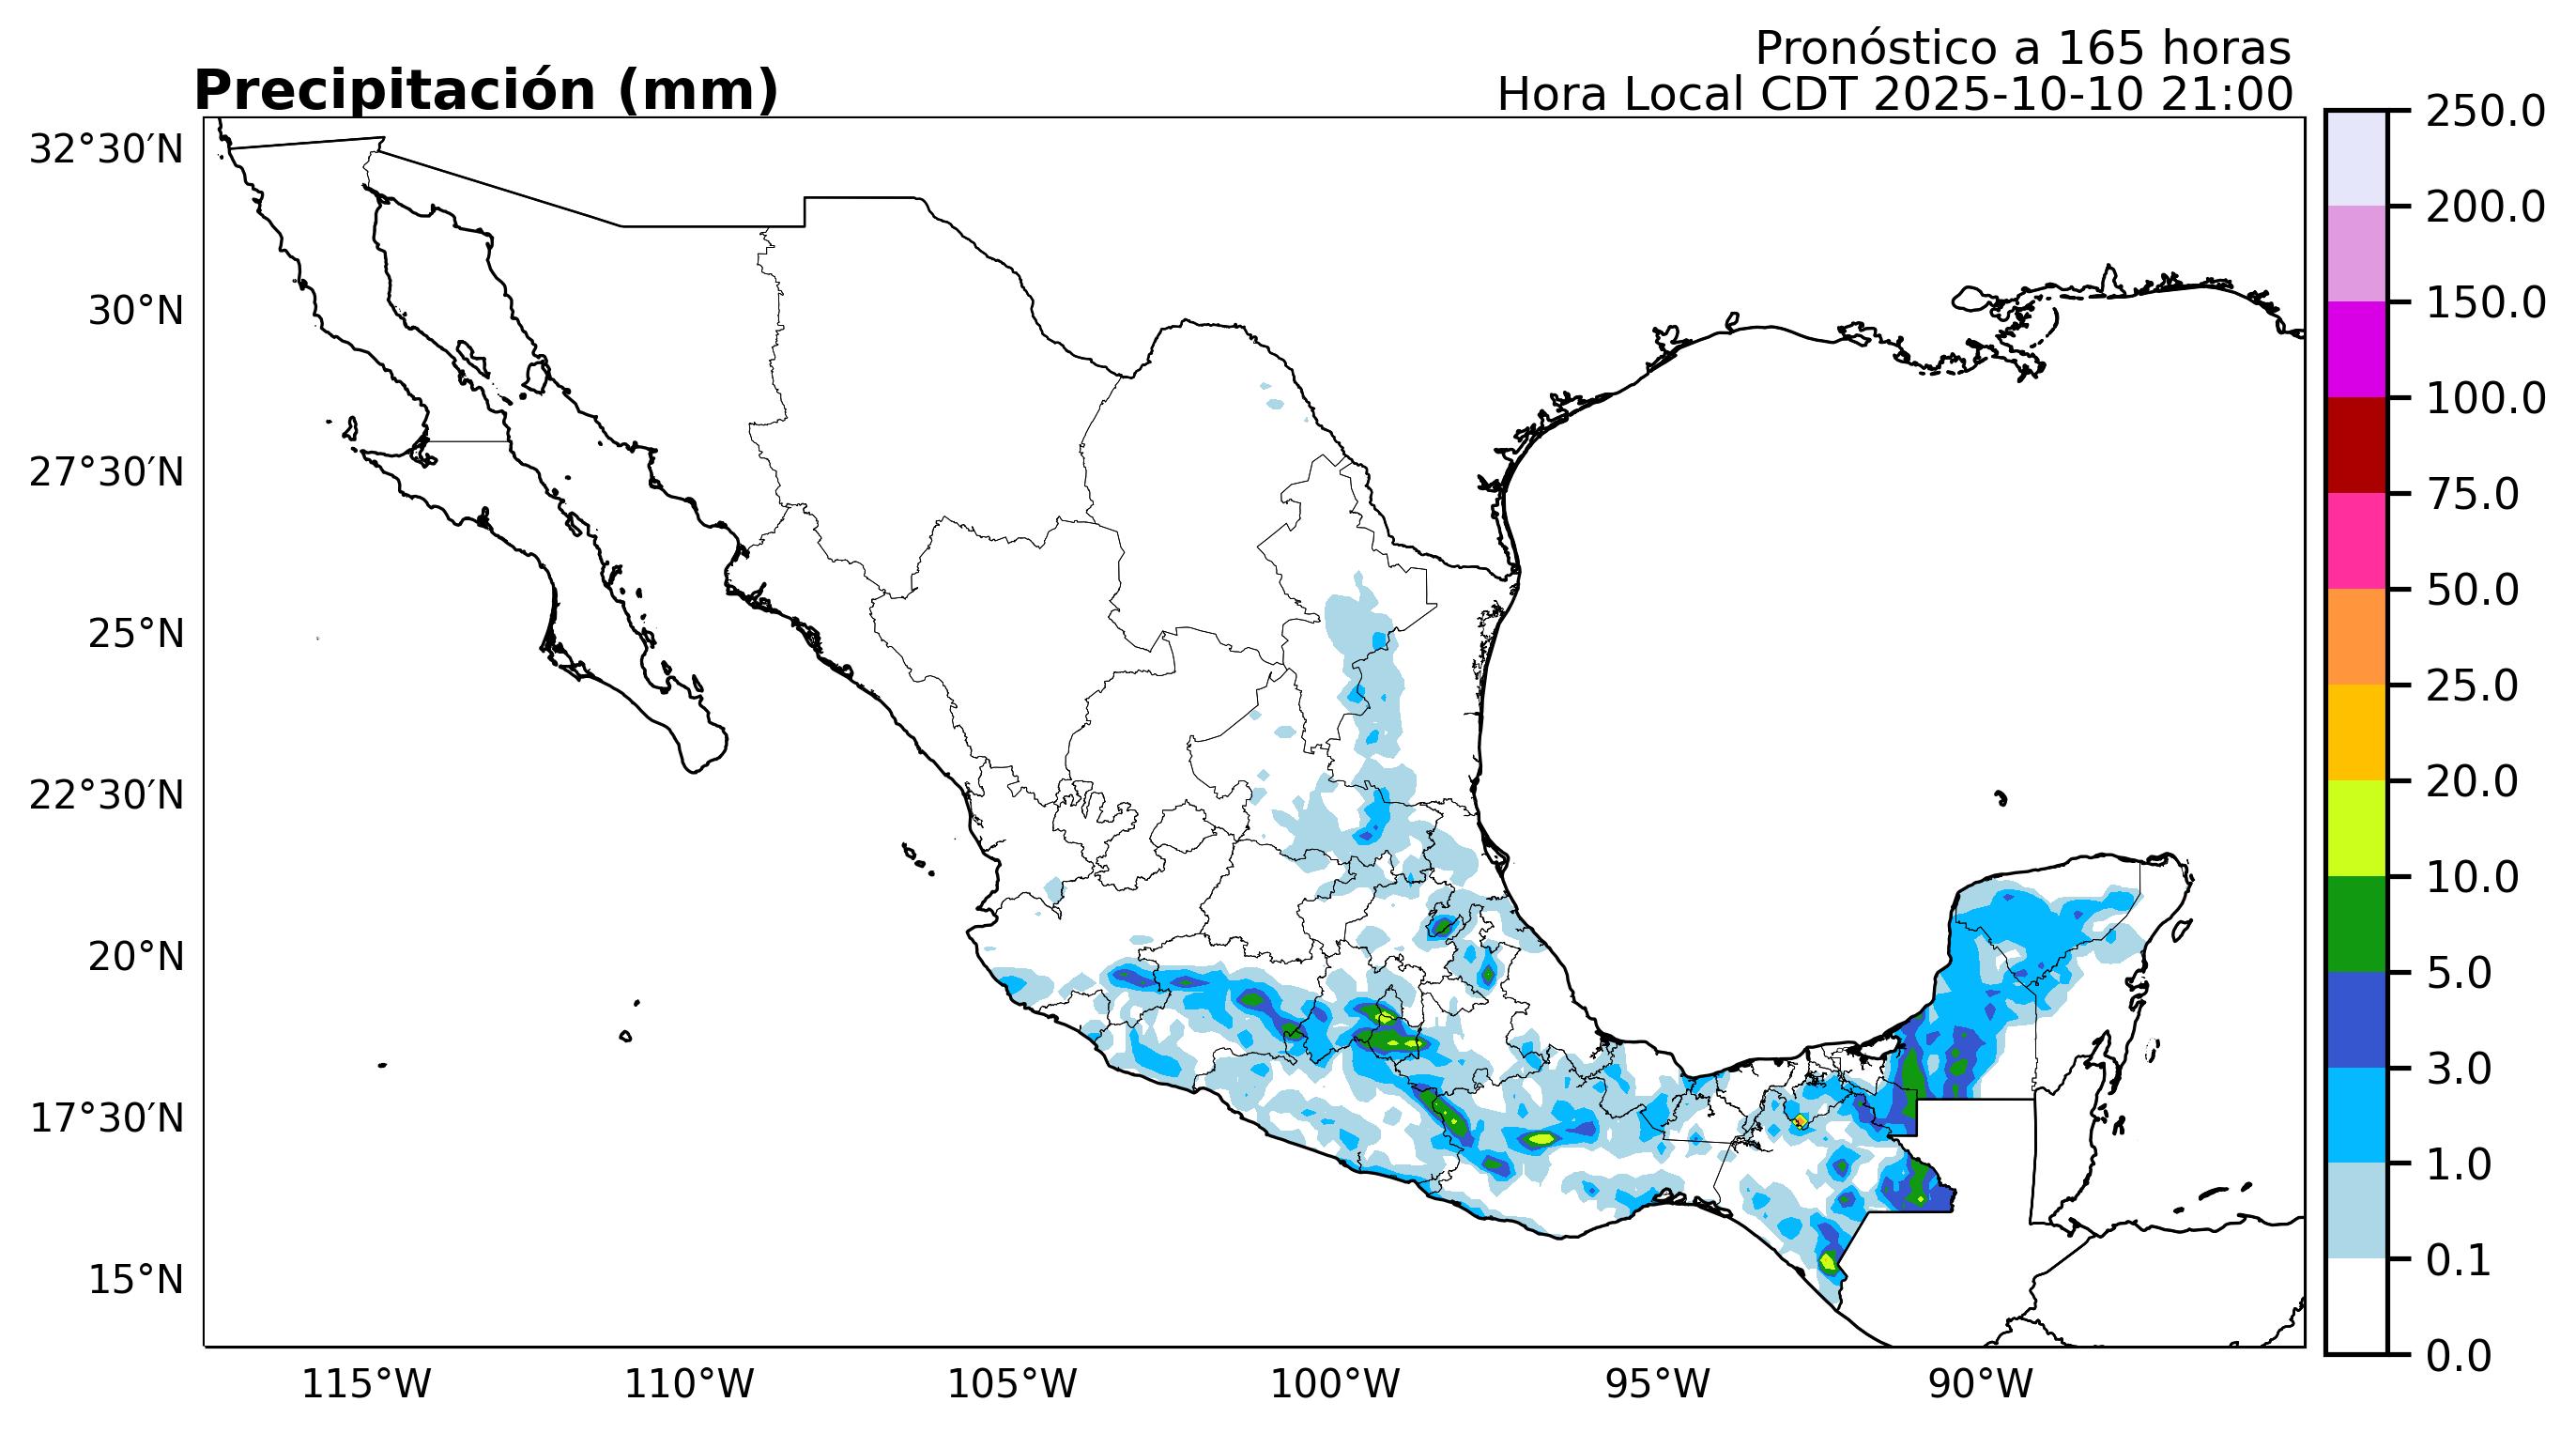 Pronóstico a 165 horas
Precipitación (mm)
Hora Local CDT 2025-10-10 21:00
32°30′N
30°N
27°30′N
25°N
22°30′N
20°N
17°30′N
15°N
115°W
110°W
105°W
100°W
95°W
90°W
250.0
200.0
150.0
100.0
75.0
50.0
25.0
20.0
10.0
5.0
3.0
1.0
0.1
0.0